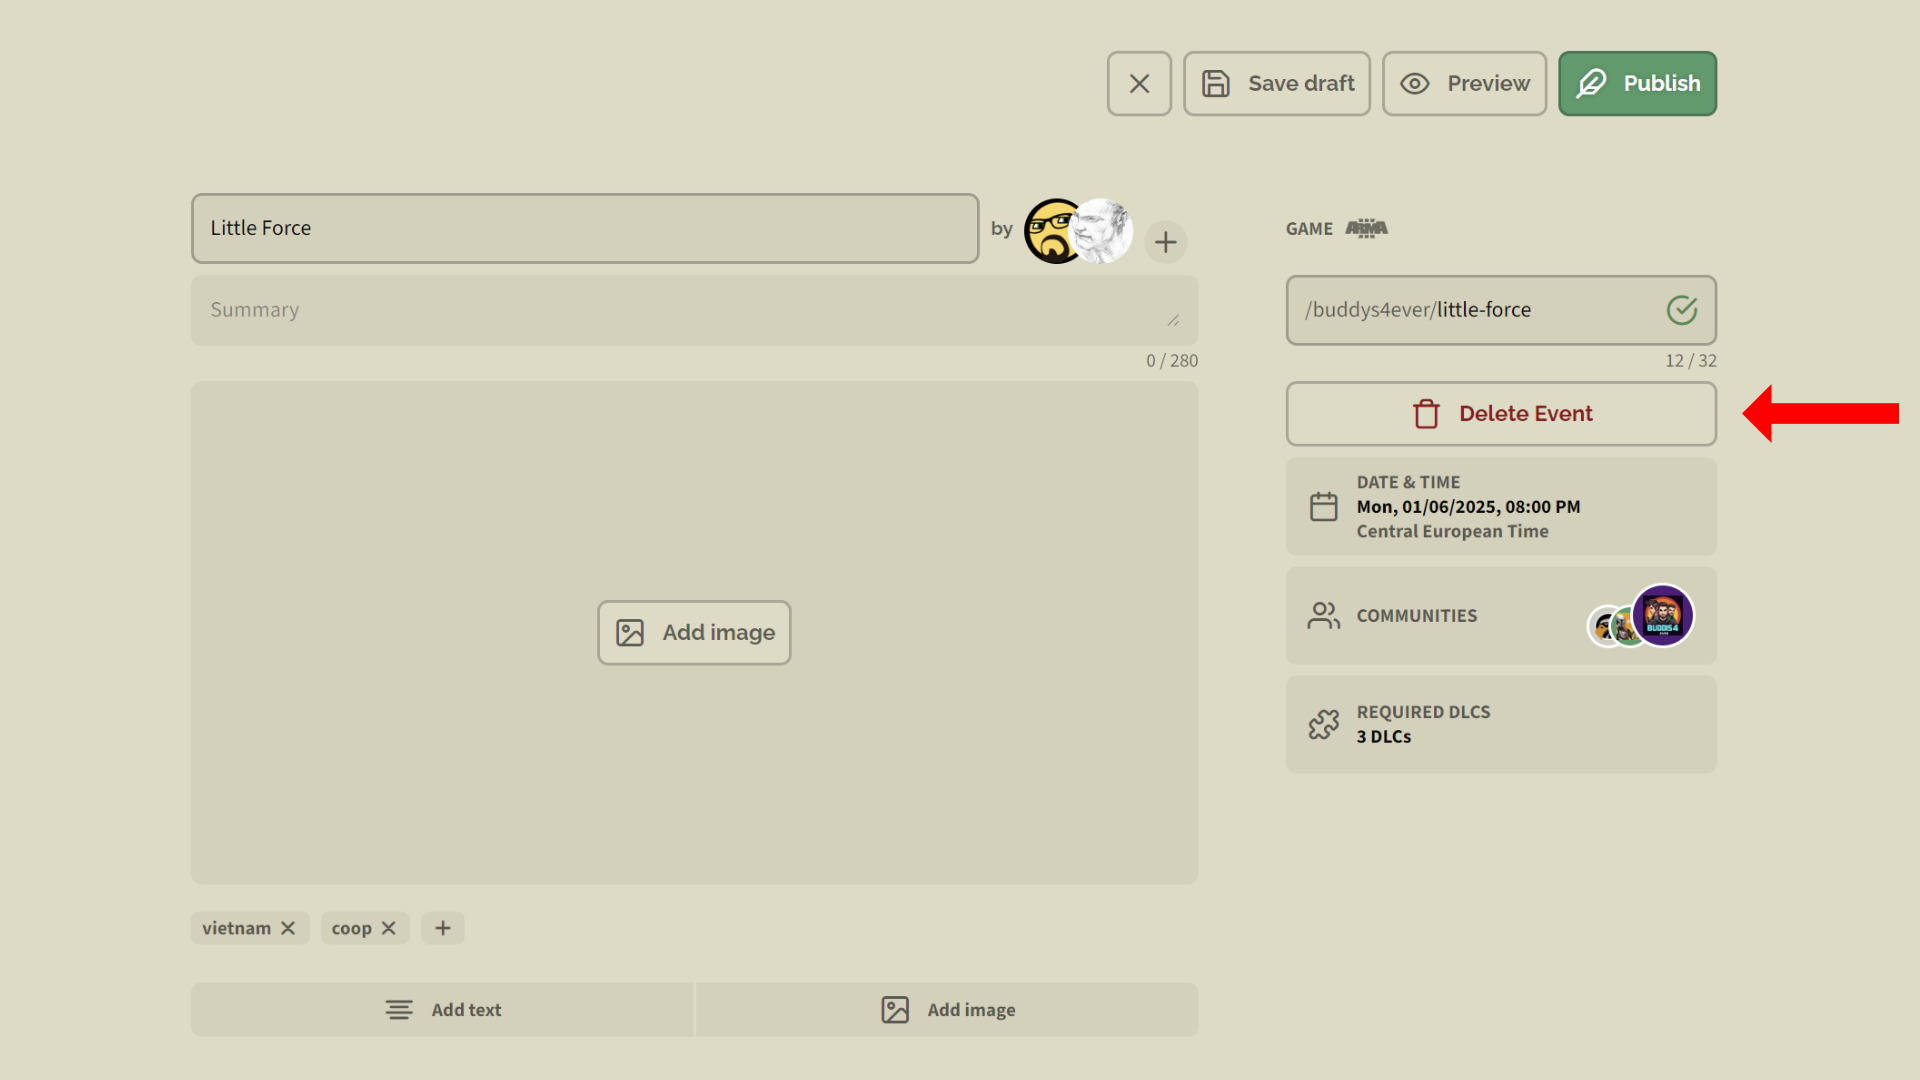 Save draft
Preview
Publish
Little Force
by
GAME ARMA
Summary
/buddys4ever/little-force
0 / 280
12 / 32
Delete Event
DATE & TIME
Mon, 01/06/2025, 08:00 PM
Central European Time
COMMUNITIES
BUDDIS4
Add image
REQUIRED DLCS
3 DLCs
vietnam
coop
Add text
Add image